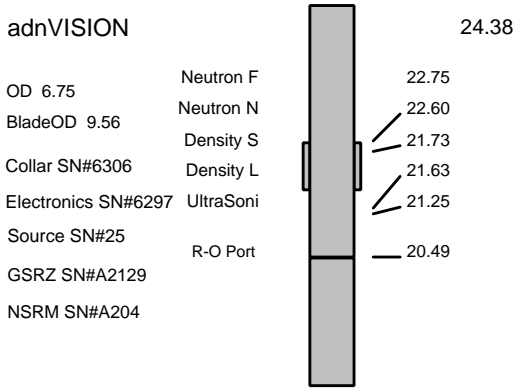 adnVISION 24.38
Neutron F 22.75
OD 6.75
Neutron N 22.60
BladeOD 9.56
Density S 21.73
Collar SN#6306 Density L 21.63
Electronics SN#6297 UltraSoni 21.25
Source SN#25
R-O Port 20.49
GSRZ SN#A2129
NSRM SN#A204